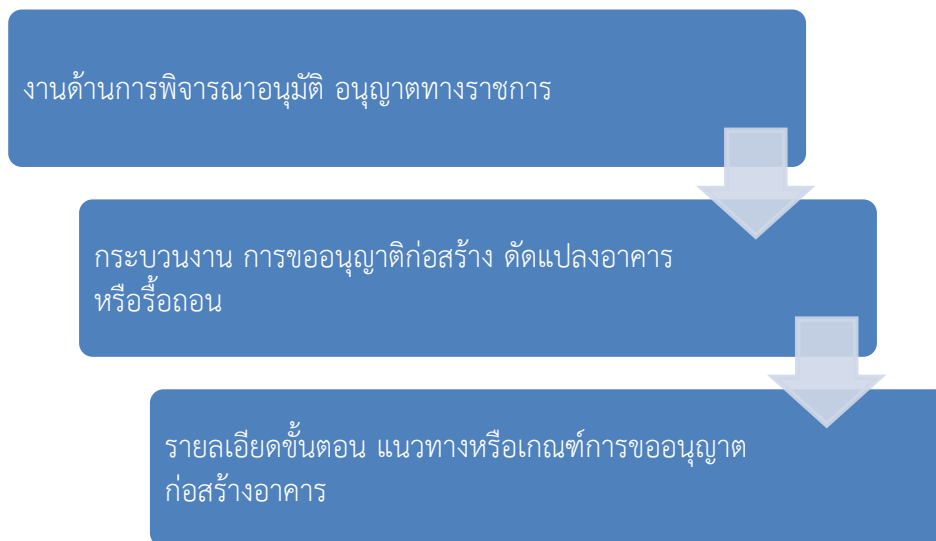 งานด้านการพิจารณาอนุมัติ อนุญาตทางราชการ
กระบวนงาน การขออนุญาติก่อสร้าง ดัดแปลงอาคาร
หรือรื้อถอน
รายลเอียดขั้นตอน แนวทางหรือเกณฑ์การขออนุญาต
ก่อสร้างอาคาร